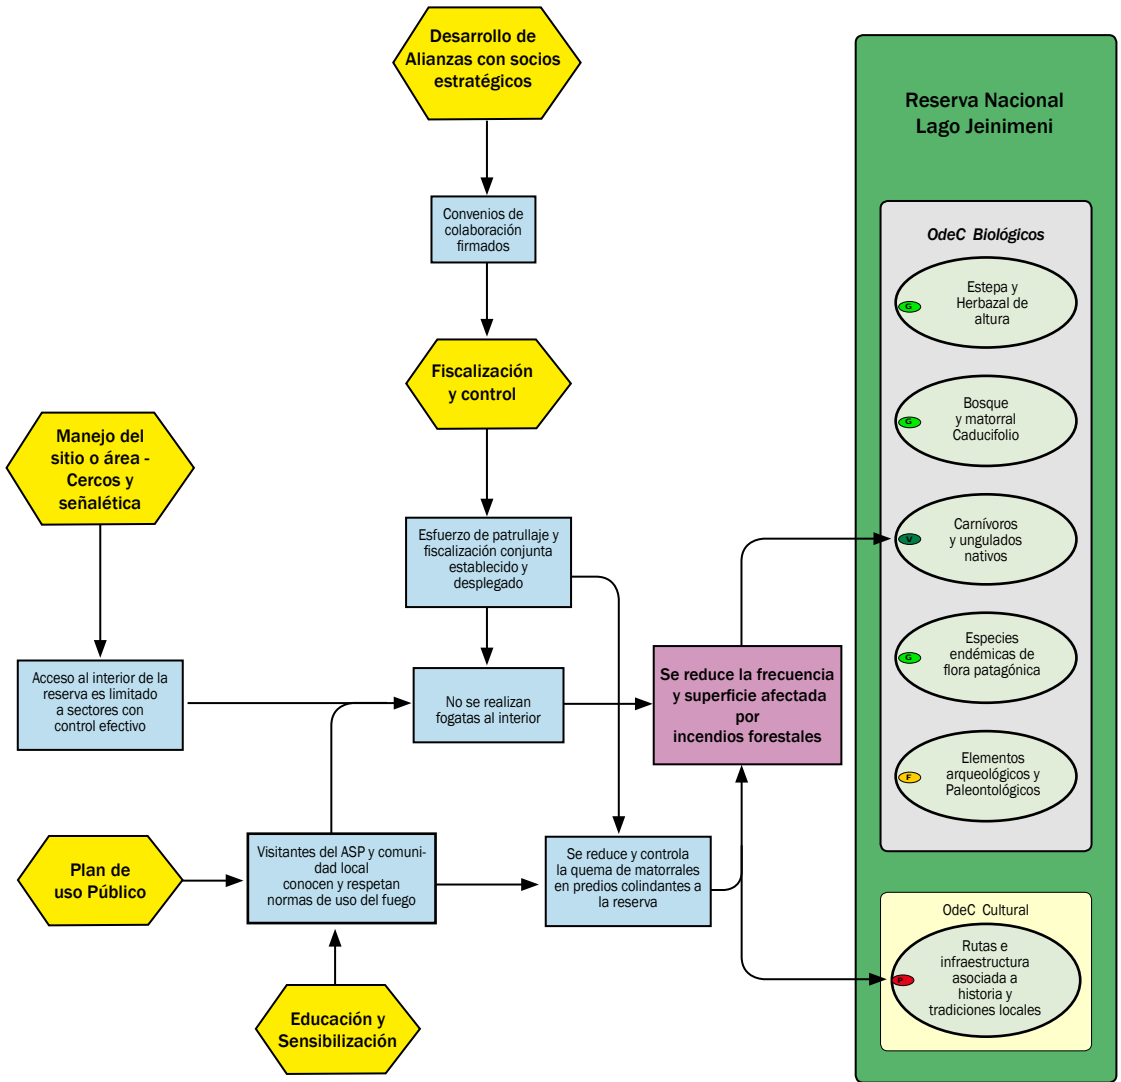 Desarrollo de
Alianzas con socios
estratégicos
Convenios de
colaboración
firmados
Fiscalización
y control
Manejo del
sitio o área -
Cercos y
señalética
Esfuerzo de patrullaje y
fiscalización conjunta
establecido y
desplegado
Acceso al interior de la
reserva es limitado
a sectores con
control efectivo
No se realizan
fogatas al interior
Se reduce la frecuencia
y superficie afectada
por
incendios forestales
Plan de
uso Público
Visitantes del ASP y comuni-
dad local
conocen y respetan
normas de uso del fuego
Se reduce y controla
la quema de matorrales
en predios colindantes a
la reserva
Educación y
Sensibilización
Reserva Nacional
Lago Jeinimeni
OdeC Biológicos
Estepa y
Herbazal de
altura
G
Bosque
y matorral
Caducifolio
G
Carnívoros
y ungulados
nativos
V
Especies
endémicas de
flora patagónica
G
Elementos
arqueológicos y
Paleontológicos
F
OdeC Cultural
Rutas e
infraestructura
asociada a
historia y
tradiciones locales
P